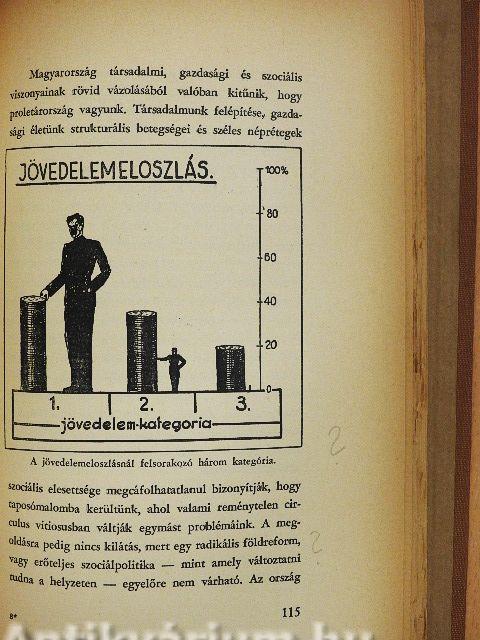 Magyarország társadalmi, gazdasági és szociális
viszonyainak rövid vázolásából valóban kitűnik, hogy
proletárország vagyunk. Társadalmunk felépítése, gazda-
sági életünk strukturális betegségei és széles néprétegek
JÖVEDELEMELOSZLÁS.
100%
80
60
40
20
0
1. 2. 3.
jövedelem-kategoria
A jövedelemeloszlásnál felsorakozó három kategória.
szociális elesettsége megcáfolhatatlanul bizonyítják, hogy
taposómalomba kerültünk, ahol valami reménytelen cir-
culus vitiosusban váltják egymást problémáink. A meg-
oldásra pedig nincs kilátás, mert egy radikális földreform,
vagy erőteljes szociálpolitika — mint amely változtatni
tudna a helyzeten — egyelőre nem várható. Az ország
8*
115
Antikvárium.hu